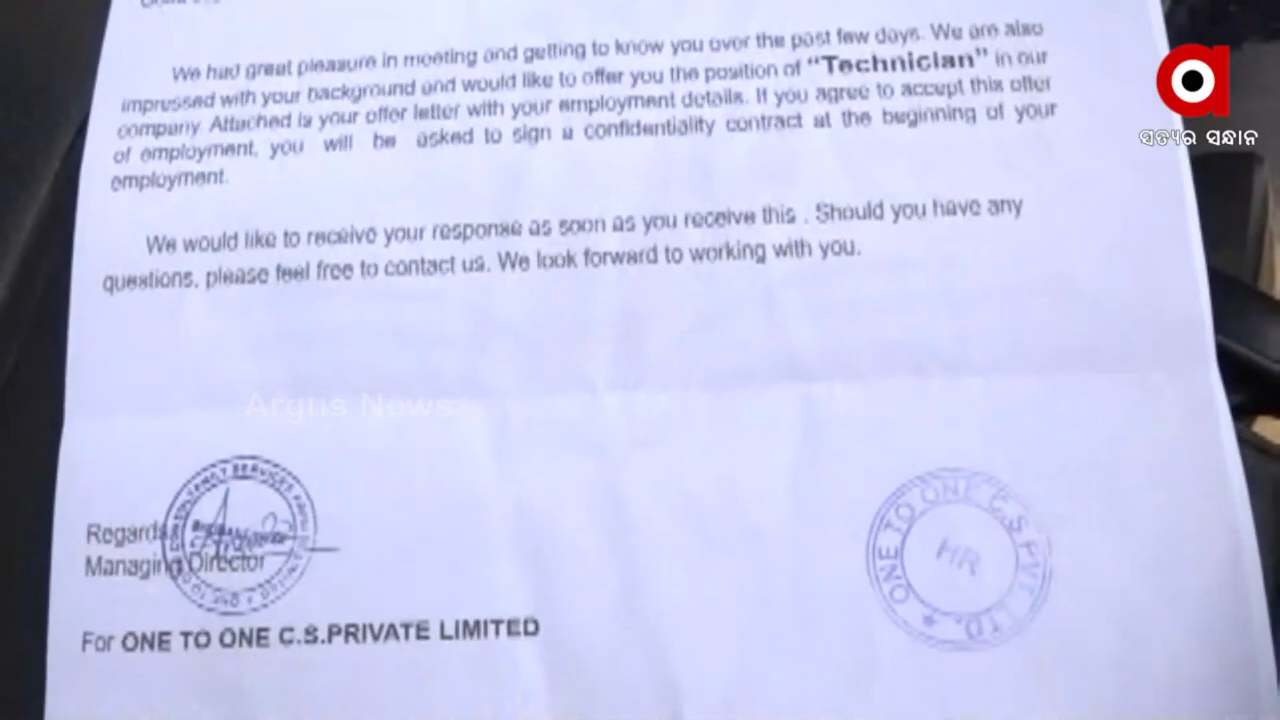 We had great pleasure in meeting and getting to know you over the past few days. We are also
impressed with your background and would like to offer you the position of “Technician” in our
company. Attached is your offer letter with your employment details. If you agree to accept this offer
of employment, you will be asked to sign a confidentiality contract at the beginning of your
employment.
We would like to receive your response as soon as you receive this . Should you have any
questions, please feel free to contact us. We look forward to working with you.
ସତ୍ୟର ସନ୍ଧାନ
Argus News
Regards
Managing Director
For ONE TO ONE C.S.PRIVATE LIMITED
ONE TO ONE C.S. PVT. LTD.
HR